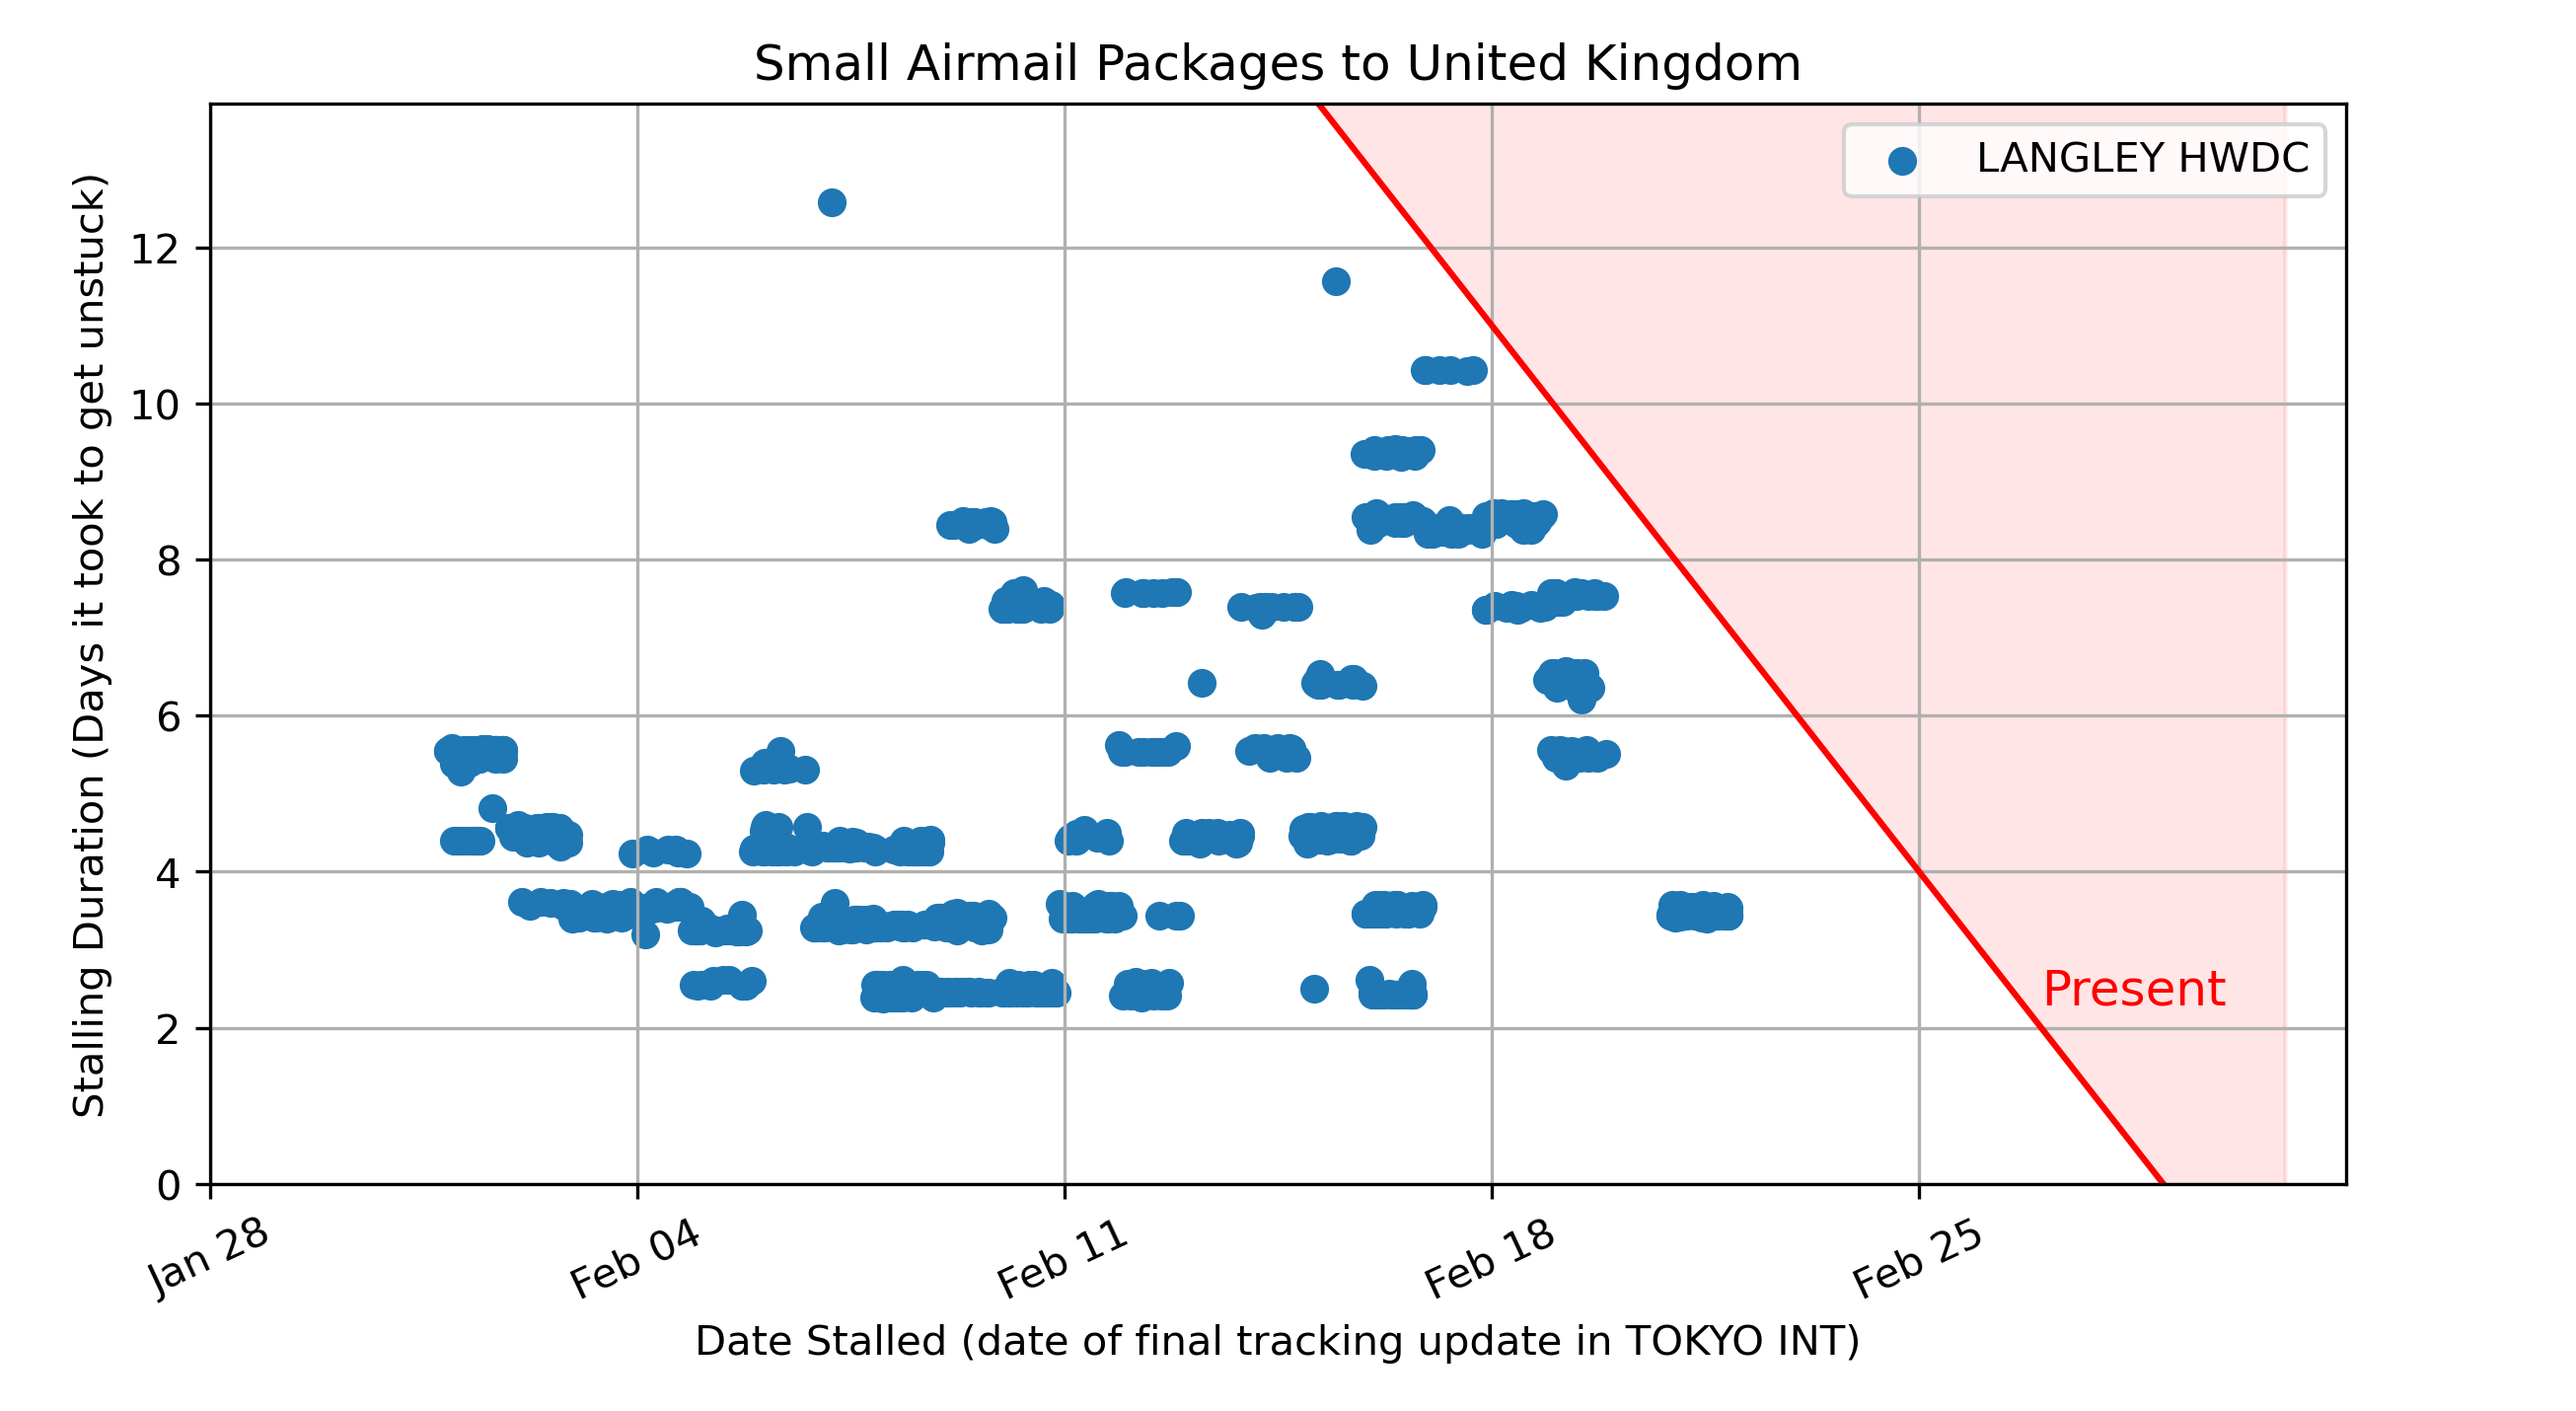 Small Airmail Packages to United Kingdom
LANGLEY HWDC
Stalling Duration (Days it took to get unstuck)
12
10
8
6
4
2
0
Present
Jan 28
Feb 04
Feb 11
Feb 18
Feb 25
Date Stalled (date of final tracking update in TOKYO INT)